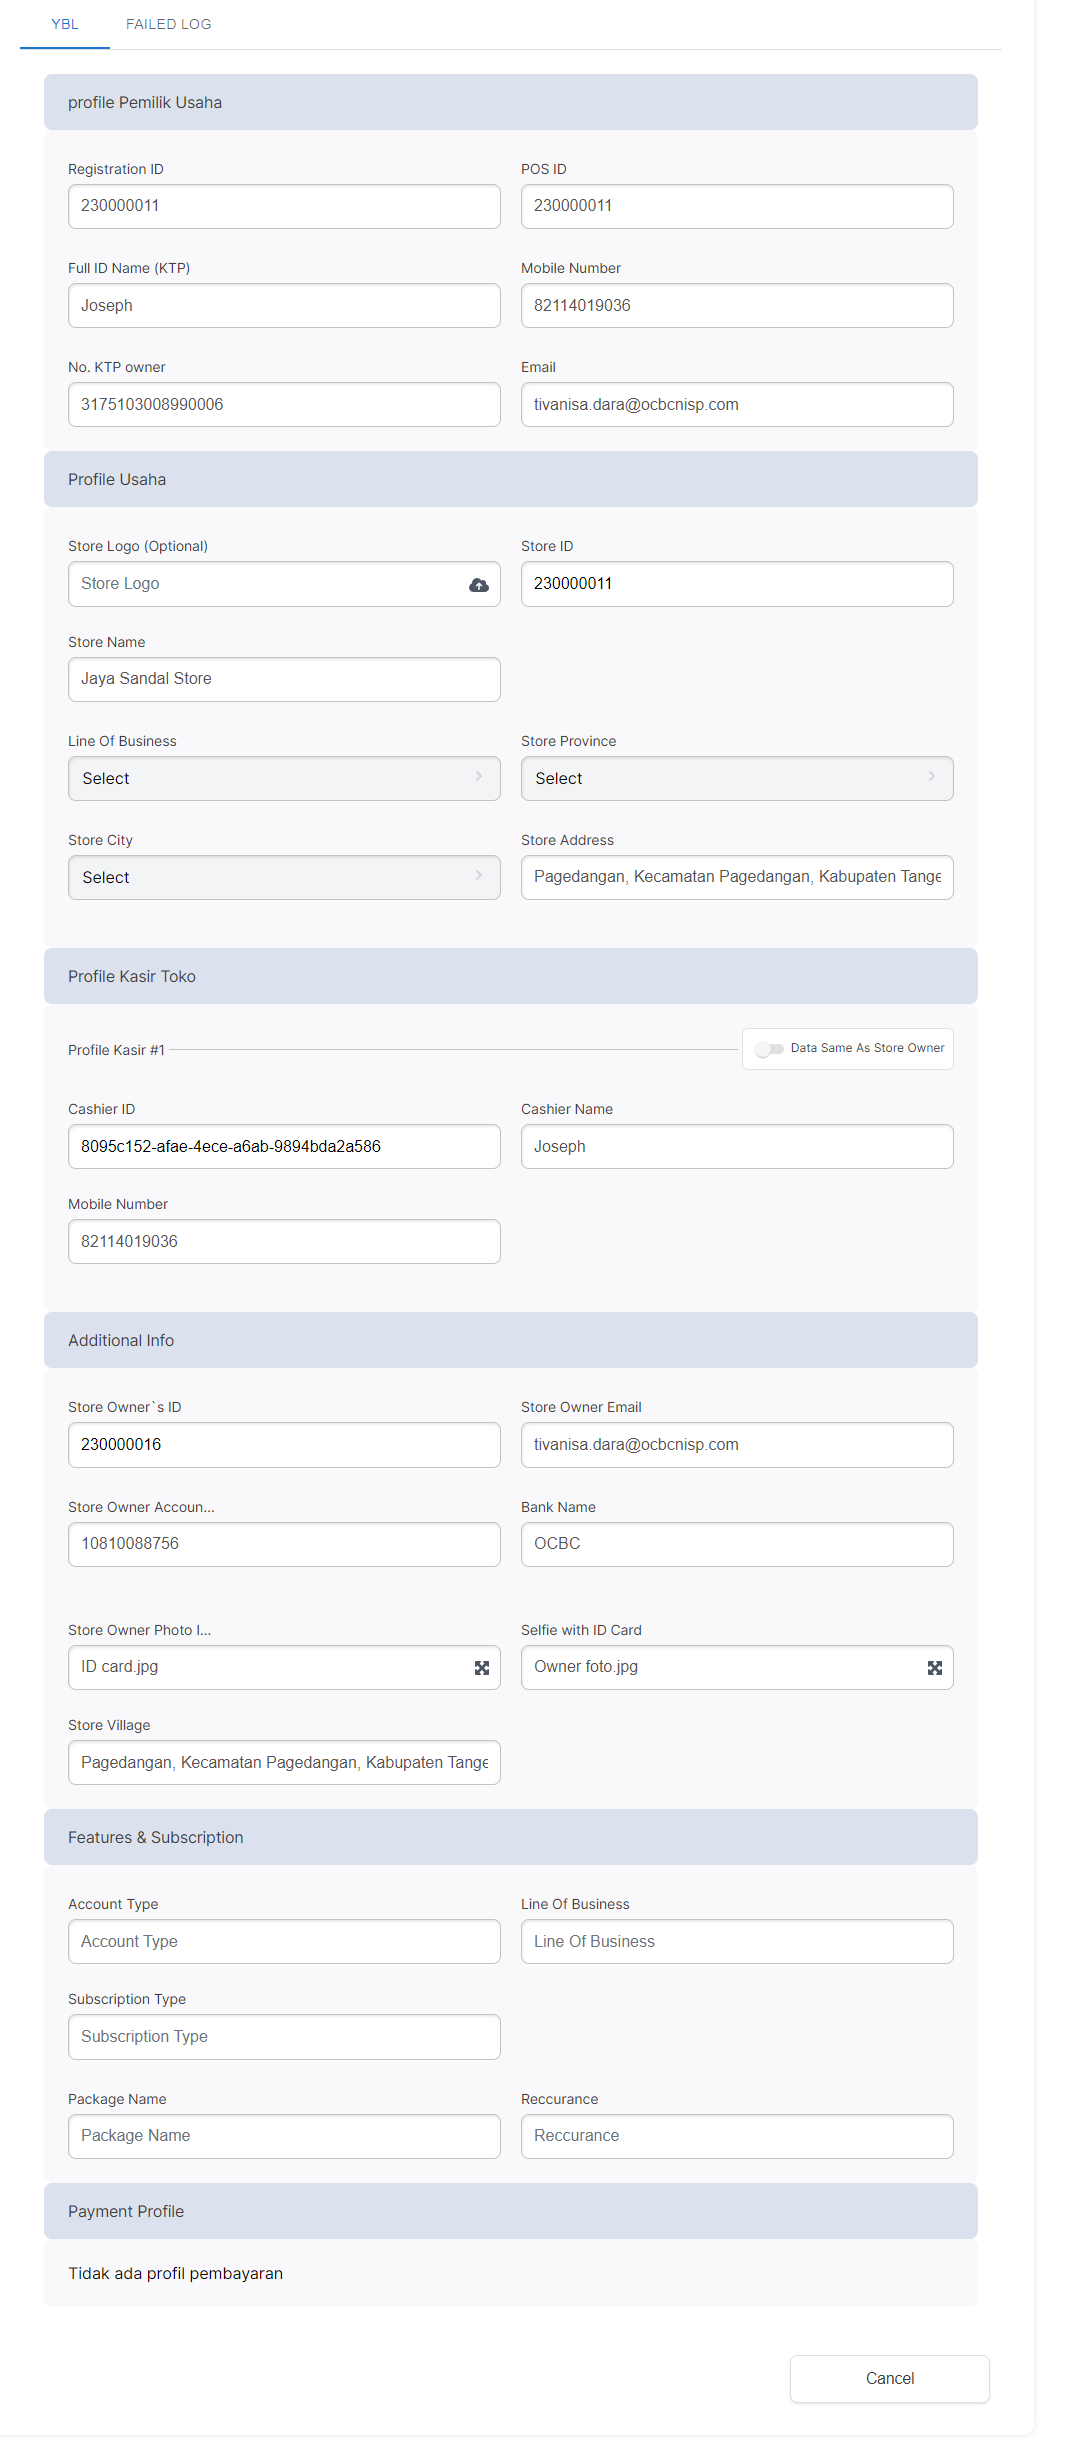 YBL FAILED LOG
profile Pemilik Usaha
Registration ID POS ID
230000011 230000011
Full ID Name (KTP) Mobile Number
Joseph 82114019036
No. KTP owner Email
3175103008990006 tivanisa.dara@ocbcnisp.com
Profile Usaha
Store Logo (Optional) Store ID
Store Logo 230000011
Store Name
Jaya Sandal Store
Line Of Business Store Province
Select Select
Store City Store Address
Select Pagedangan, Kecamatan Pagedangan, Kabupaten Tange
Profile Kasir Toko
Profile Kasir #1 Data Same As Store Owner
Cashier ID Cashier Name
8095c152-afae-4ece-a6ab-9894bda2a586 Joseph
Mobile Number
82114019036
Additional Info
Store Owner`s ID Store Owner Email
230000016 tivanisa.dara@ocbcnisp.com
Store Owner Accoun... Bank Name
10810088756 OCBC
Store Owner Photo I... Selfie with ID Card
ID card.jpg Owner foto.jpg
Store Village
Pagedangan, Kecamatan Pagedangan, Kabupaten Tange
Features & Subscription
Account Type Line Of Business
Account Type Line Of Business
Subscription Type
Subscription Type
Package Name Reccurance
Package Name Reccurance
Payment Profile
Tidak ada profil pembayaran
Cancel